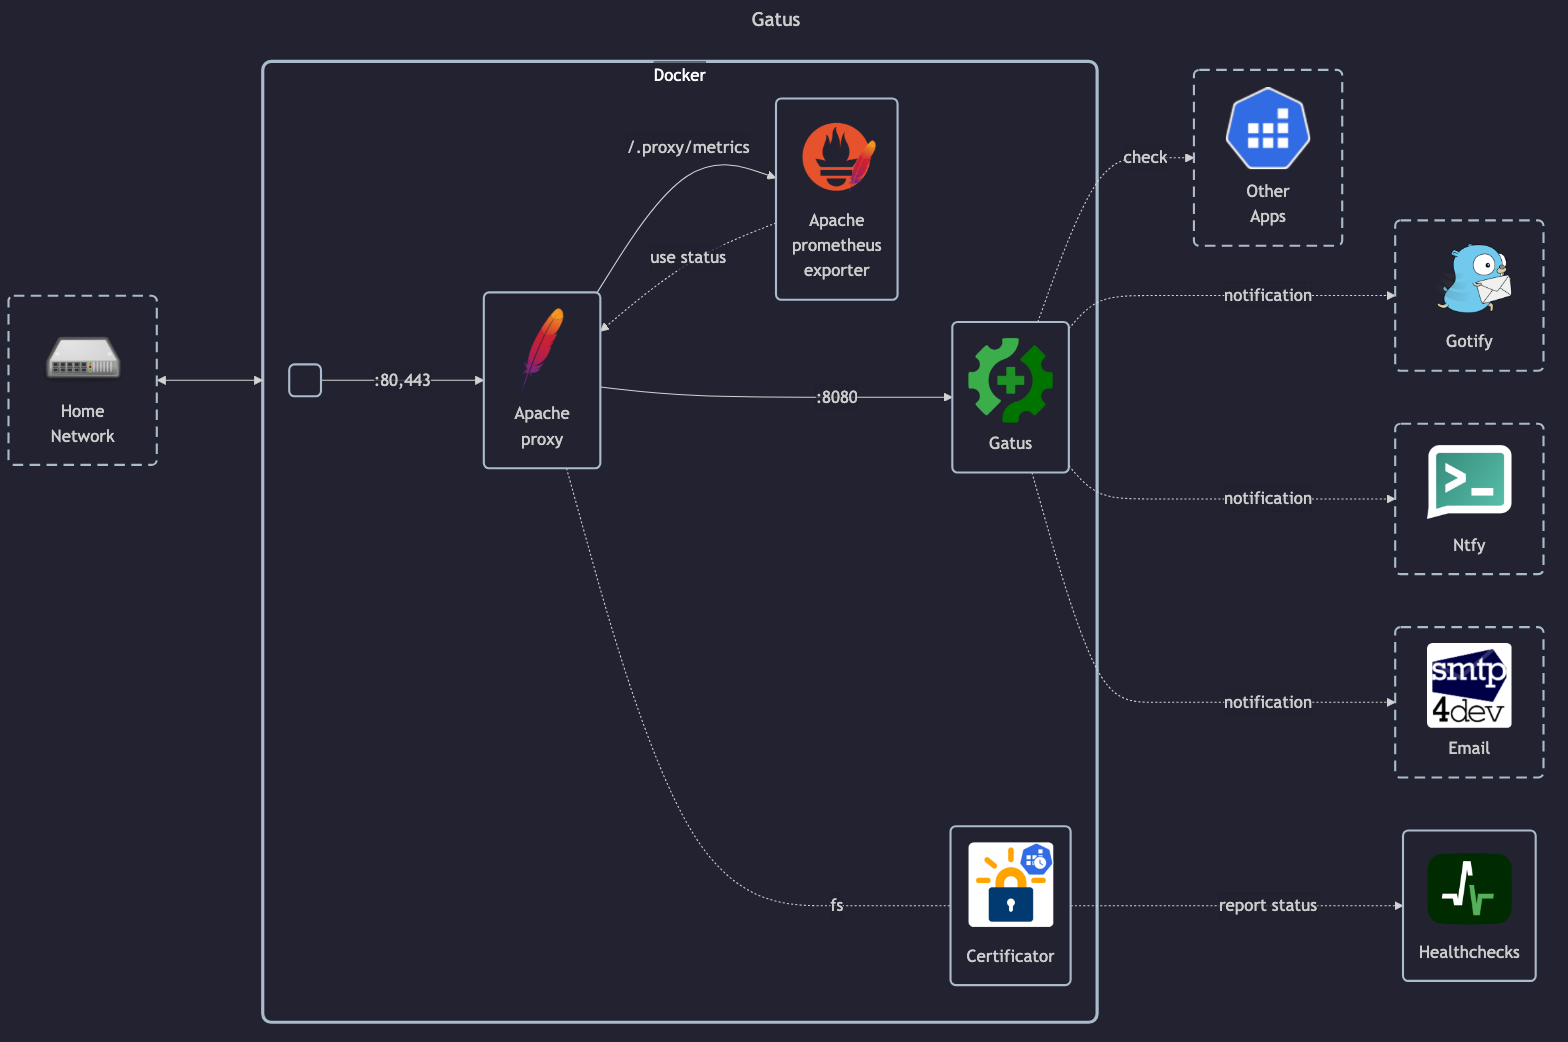 Gatus
Docker
/.proxy/metrics
Apache
prometheus
exporter
use status
Home
Network
:80,443
Apache
proxy
:8080
Gatus
check
Other
Apps
notification
Gotify
notification
>_
Ntfy
notification
smtp
4dev
Email
fs
Certificator
report status
Healthchecks